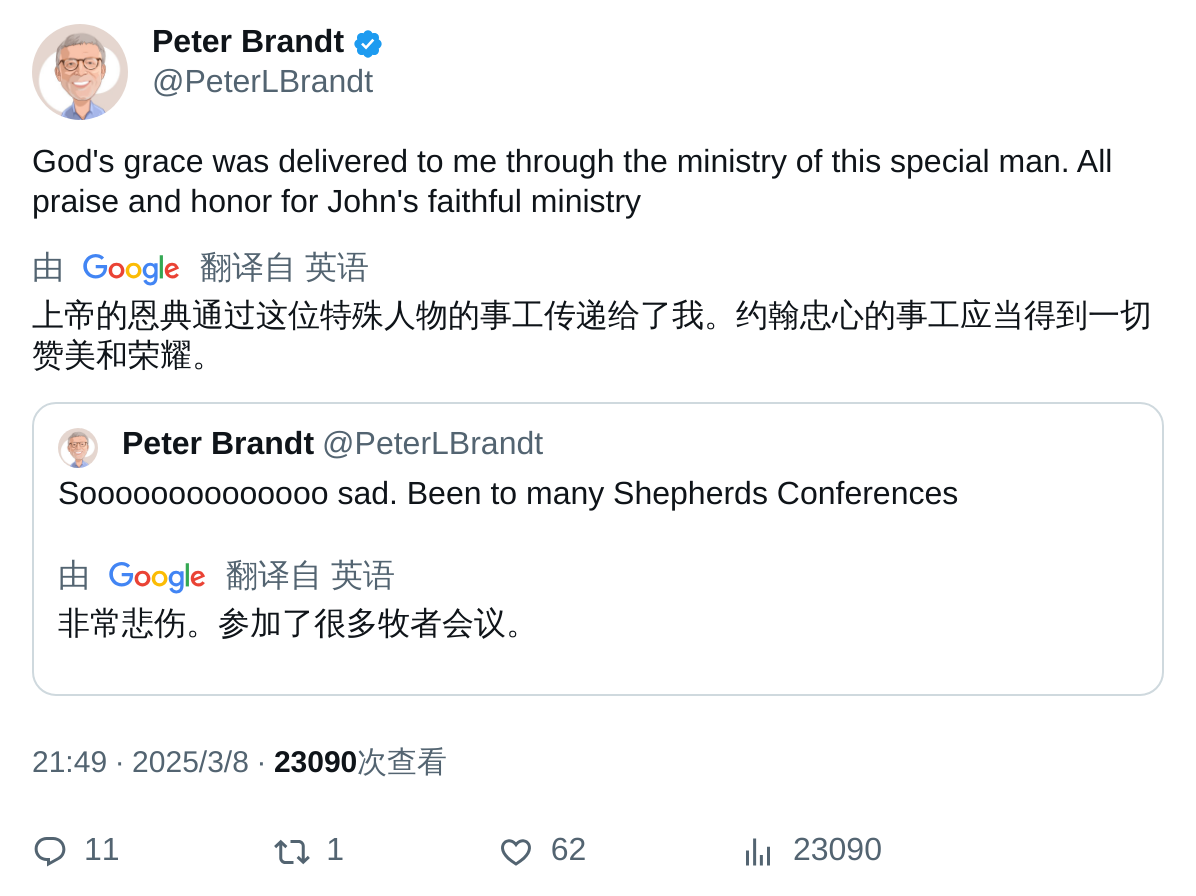 Peter Brandt
@PeterLBrandt
God's grace was delivered to me through the ministry of this special man. All
praise and honor for John's faithful ministry
由 Google 翻译自 英语
上帝的恩典通过这位特殊人物的事工传递给了我。约翰忠心的事工应当得到一切
赞美和荣耀。
Peter Brandt @PeterLBrandt
Soooooooooooooo sad. Been to many Shepherds Conferences
由 Google 翻译自 英语
非常悲伤。参加了很多牧者会议。
21:49 · 2025/3/8 · 23090次查看
11 1 62 23090